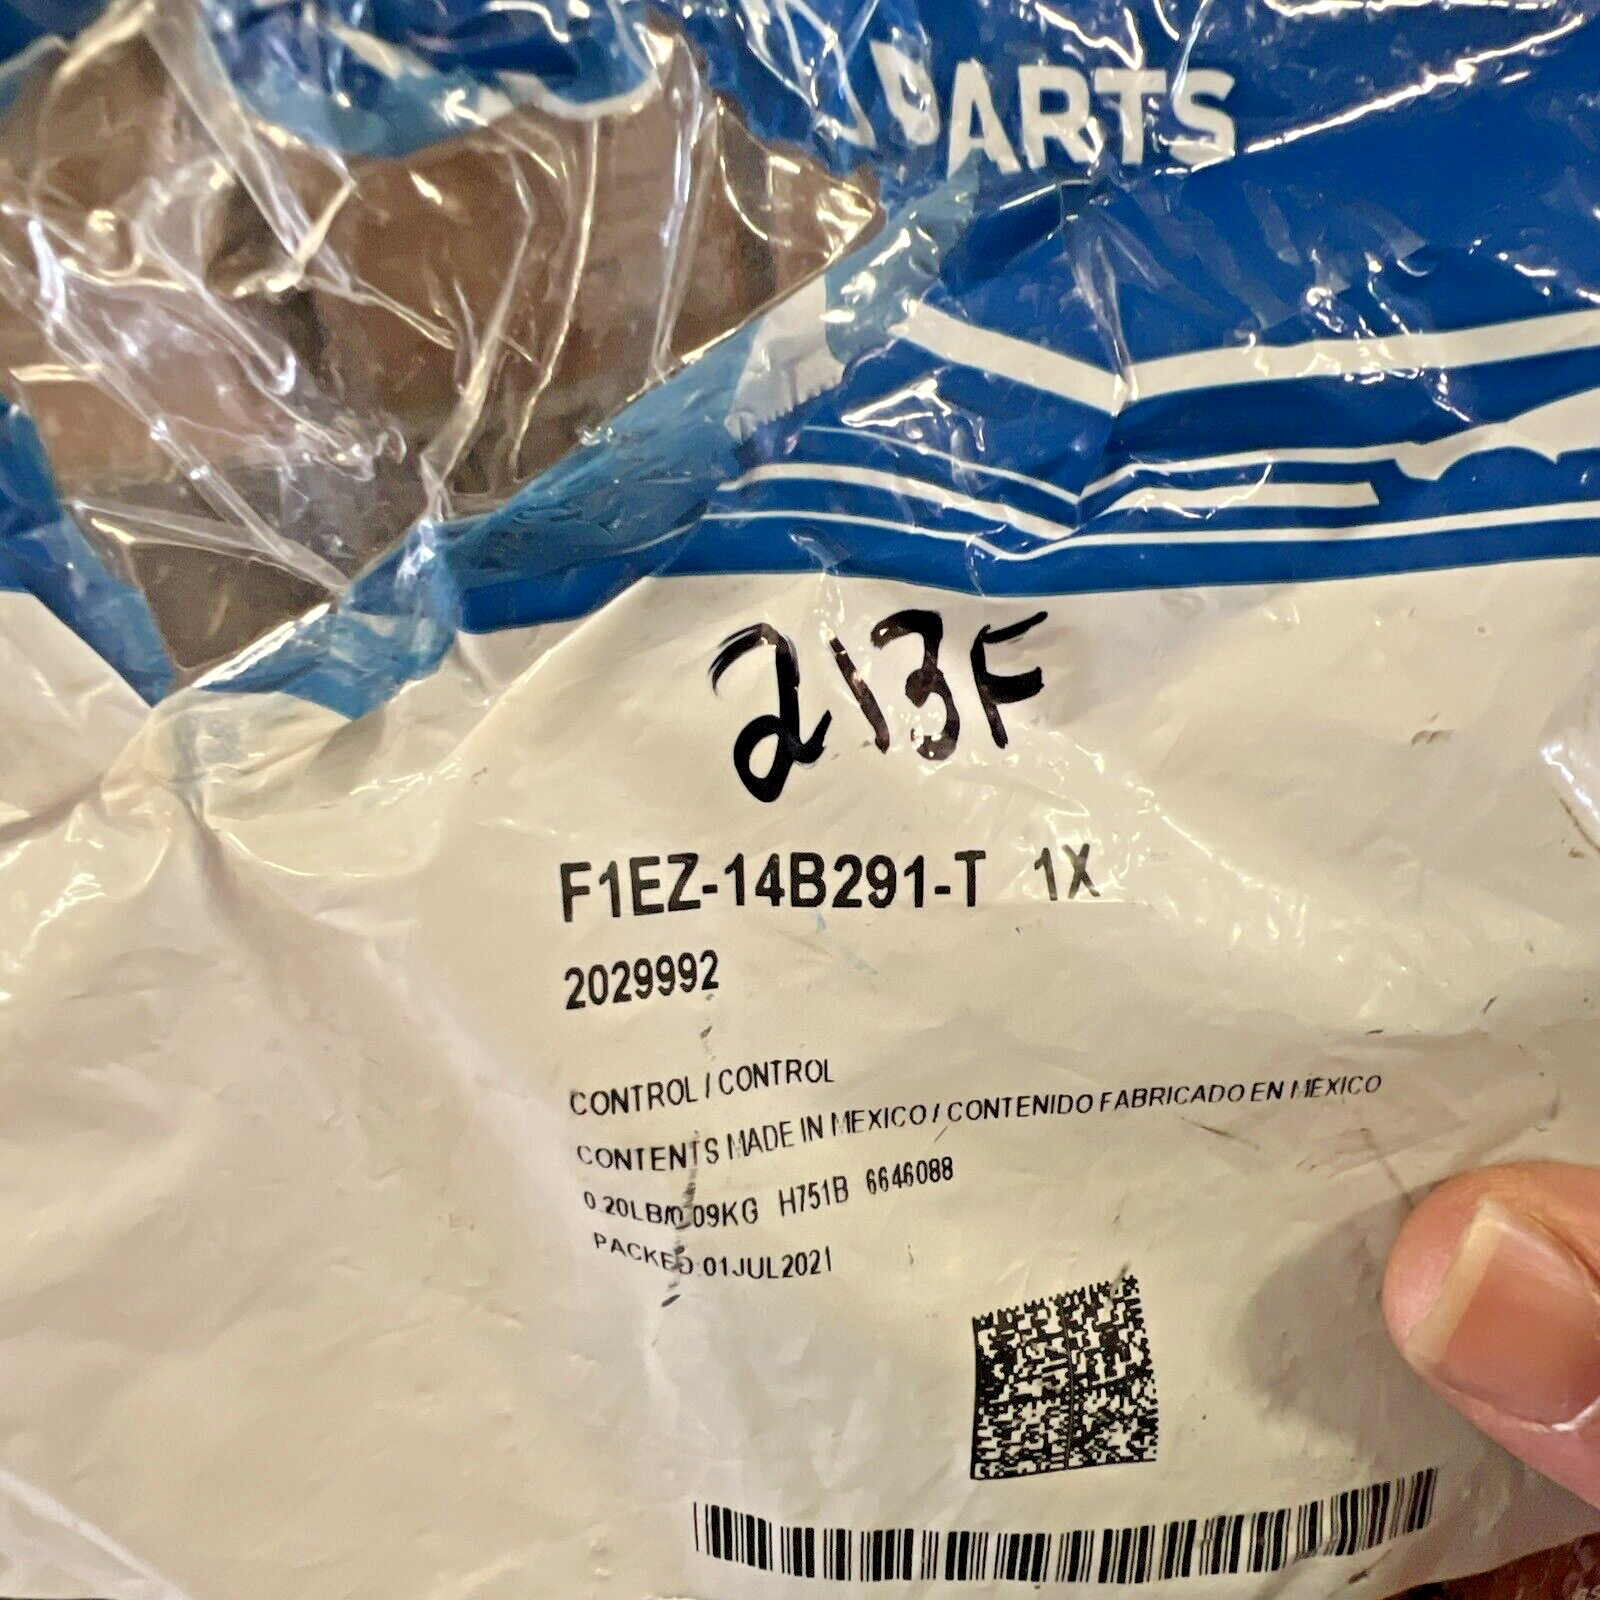 PARTS
213F
F1EZ-14B291-T 1X
2029992
CONTROL / CONTROL
CONTENTS MADE IN MEXICO / CONTENIDO FABRICADO EN MÉXICO
0.20LB/0.09KG H751B 6646088
PACKED:01JUL2021